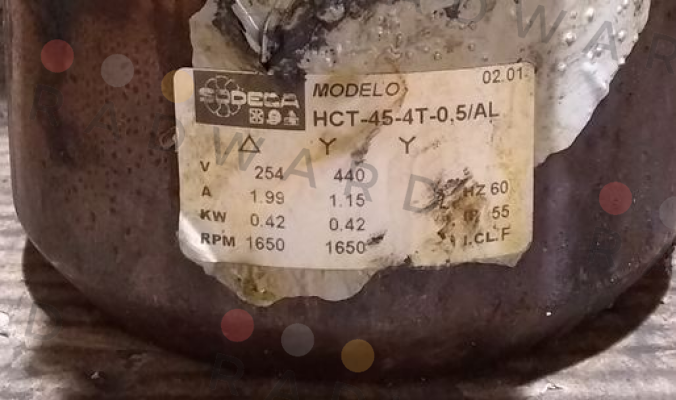 SODECA
MODELO
02.01
HCT-45-4T-0,5/AL
△ Y Y
V 254 440
A 1.99 1.15 HZ 60
KW 0.42 0.42 55
RPM 1650 1650 I.CL.F